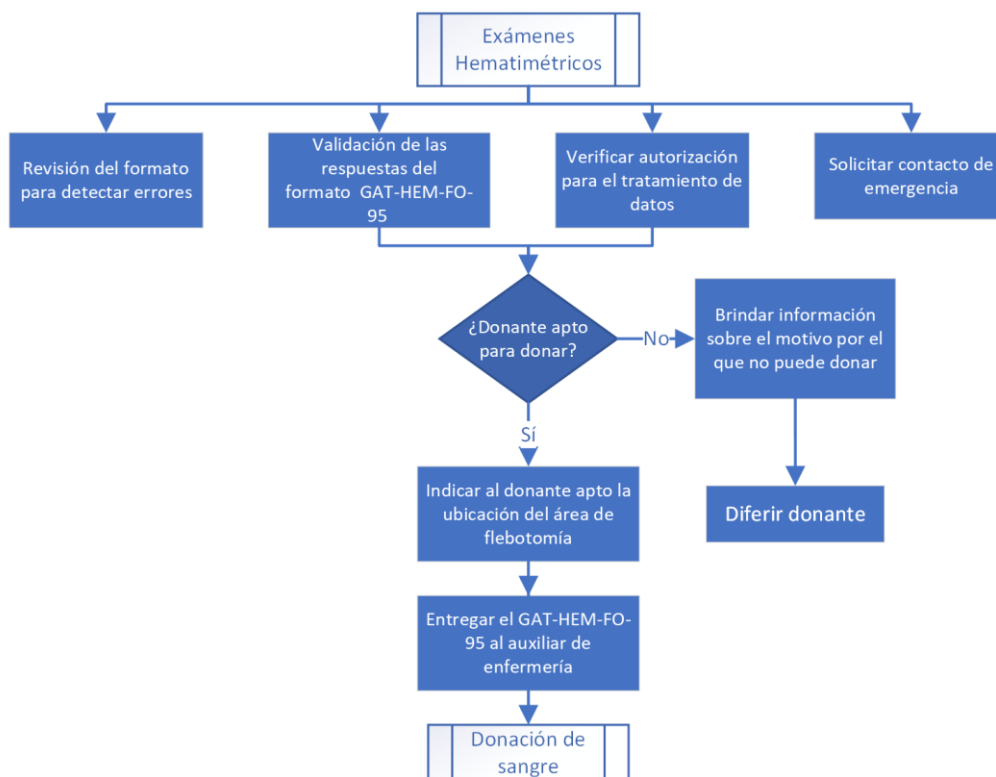 Exámenes
Hematimétricos
Revisión del formato
para detectar errores
Validación de las
respuestas del
formato GAT-HEM-FO-
95
Verificar autorización
para el tratamiento de
datos
Solicitar contacto de
emergencia
¿Donante apto
para donar?
No
Brindar información
sobre el motivo por el
que no puede donar
Sí
Diferir donante
Indicar al donante apto la
ubicación del área de
flebotomía
Entregar el GAT-HEM-FO-
95 al auxiliar de
enfermería
Donación de
sangre